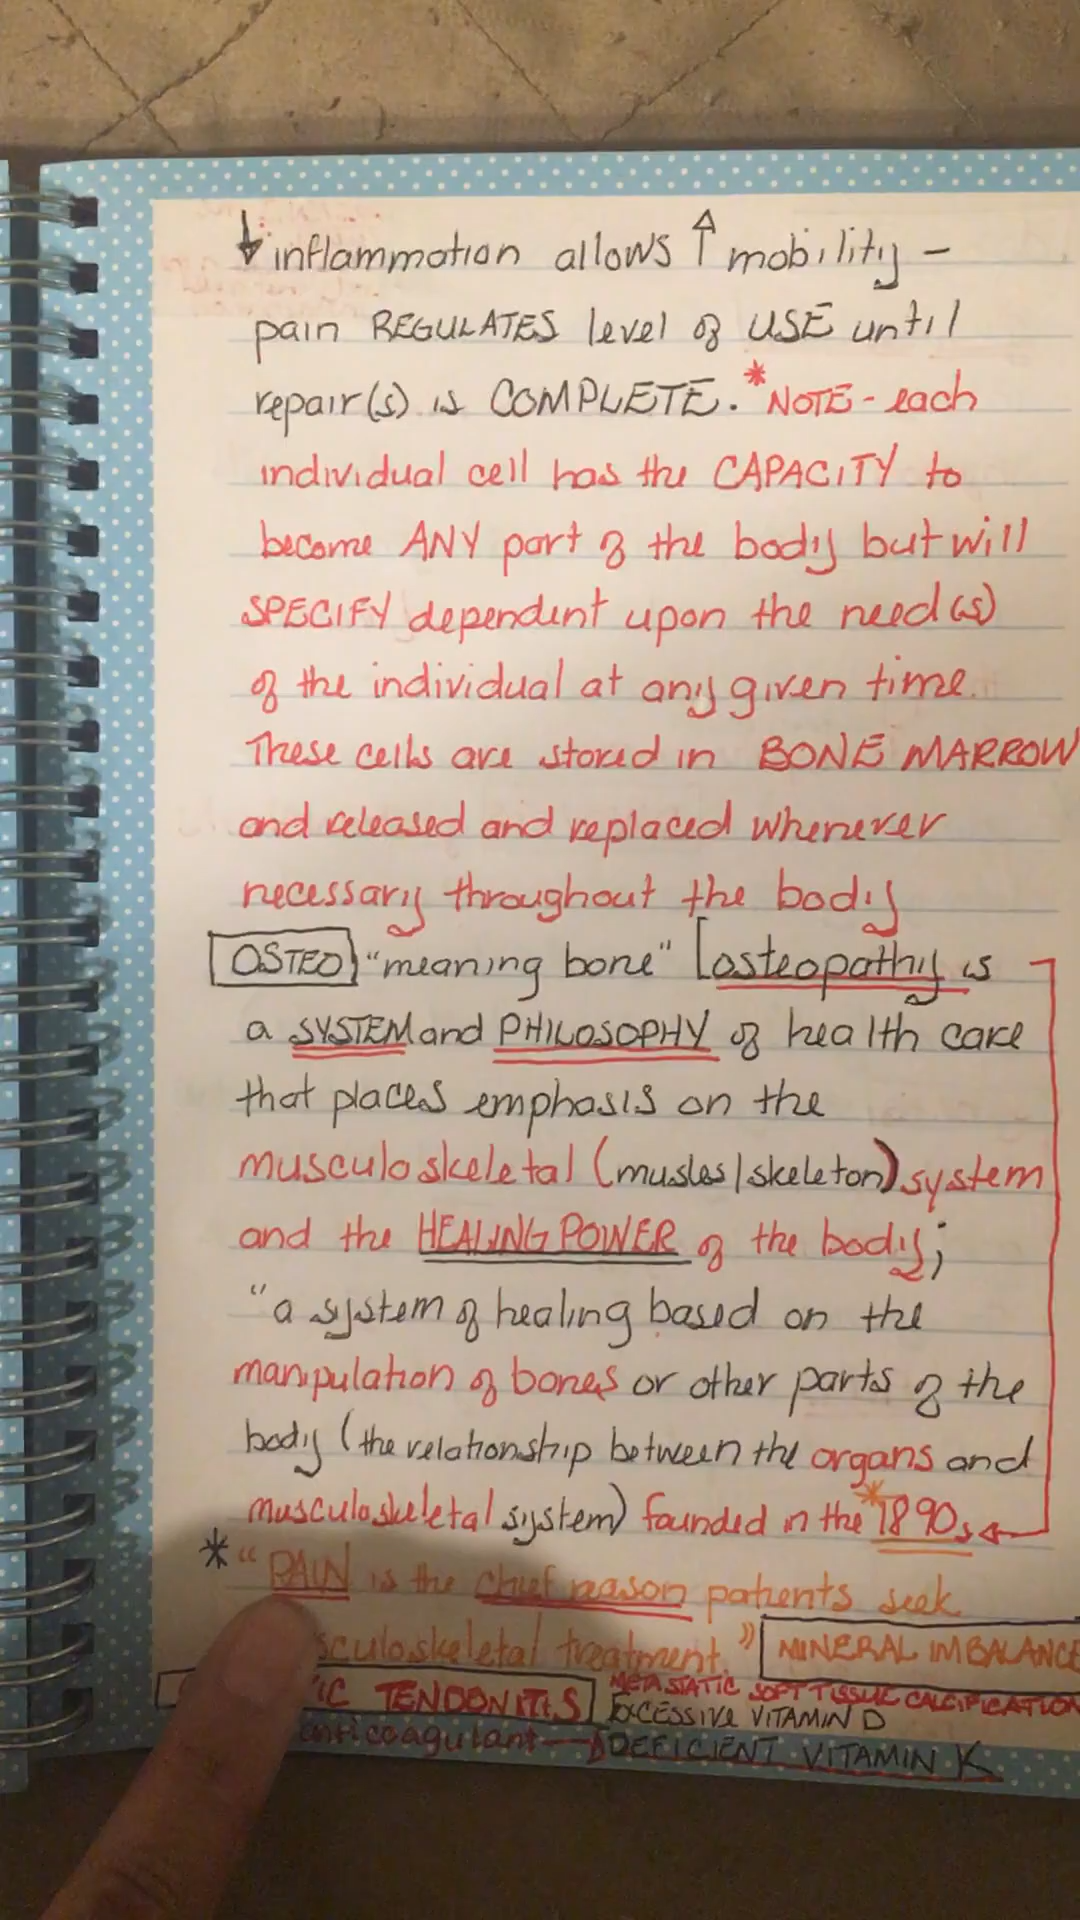 ↓ inflammation allows ↑ mobility -
pain REGULATES level of USE until
repair(s) is COMPLETE. * NOTE - each
individual cell has the CAPACITY to
become ANY part of the body but will
SPECIFY dependent upon the need(s)
of the individual at any given time.
These cells are stored in BONE MARROW
and released and replaced whenever
necessary throughout the body
OSTEO "meaning bone" [osteopathy is
a SYSTEM and PHILOSOPHY of health care
that places emphasis on the
musculoskeletal (musles/skeleton) system
and the HEALING POWER of the body;
"a system of healing based on the
manipulation of bones or other parts of the
body (the relationship between the organs and
musculoskeletal system) founded in the *1890s
* "PAIN is the chief reason patients seek
sculoskeletal treatment." MINERAL IMBALANCE
IC TENDONITIS METASTATIC SOFT TISSUE CALCIFICATION
EXCESSIVE VITAMIN D
anticoagulant → DEFICIENT VITAMIN K